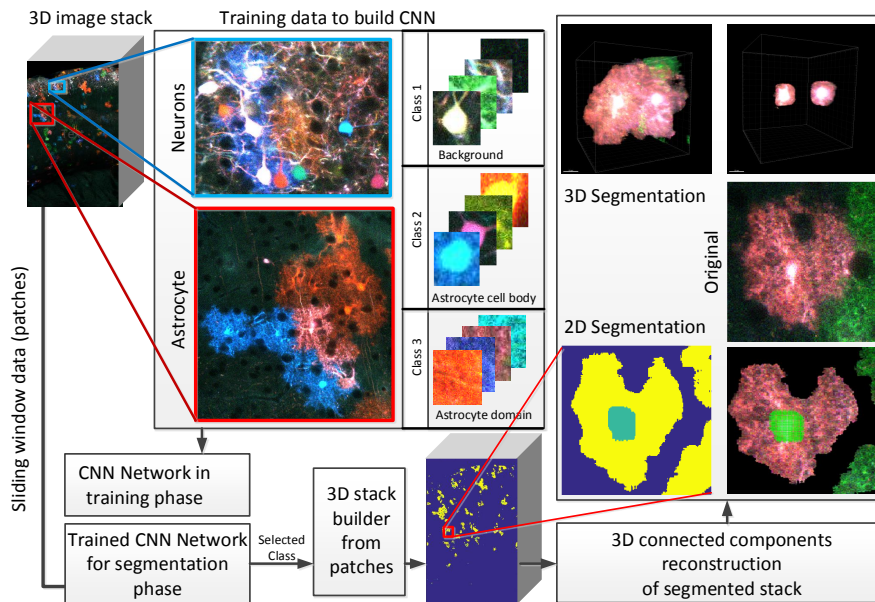 3D image stack
Training data to build CNN
Neurons
Astrocyte
Class 1
Background
Class 2
Astrocyte cell body
Class 3
Astrocyte domain
3D Segmentation
Original
2D Segmentation
Sliding window data (patches)
CNN Network in
training phase
Trained CNN Network
for segmentation
phase
Selected
Class
3D stack
builder
from
patches
3D connected components
reconstruction
of segmented stack